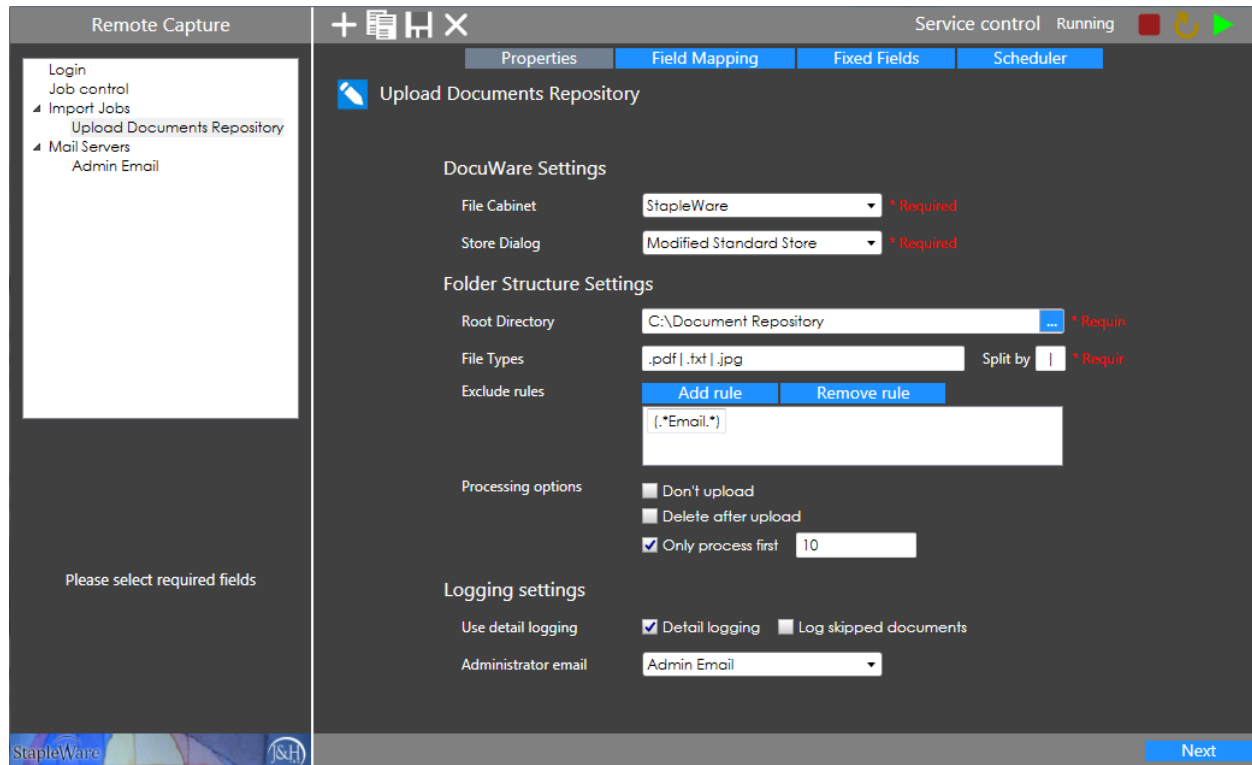 Remote Capture
Service control Running
Login
Job control
Import Jobs
Upload Documents Repository
Mail Servers
Admin Email
Please select required fields
StapleWare
J&H
Properties Field Mapping Fixed Fields Scheduler
Upload Documents Repository
DocuWare Settings
File Cabinet StapleWare * Required
Store Dialog Modified Standard Store * Required
Folder Structure Settings
Root Directory C:\Document Repository ... * Requir
File Types .pdf|.txt|.jpg Split by | * Requir
Exclude rules Add rule Remove rule
(.*Email.*)
Processing options Don't upload
Delete after upload
Only process first 10
Logging settings
Use detail logging Detail logging Log skipped documents
Administrator email Admin Email
Next